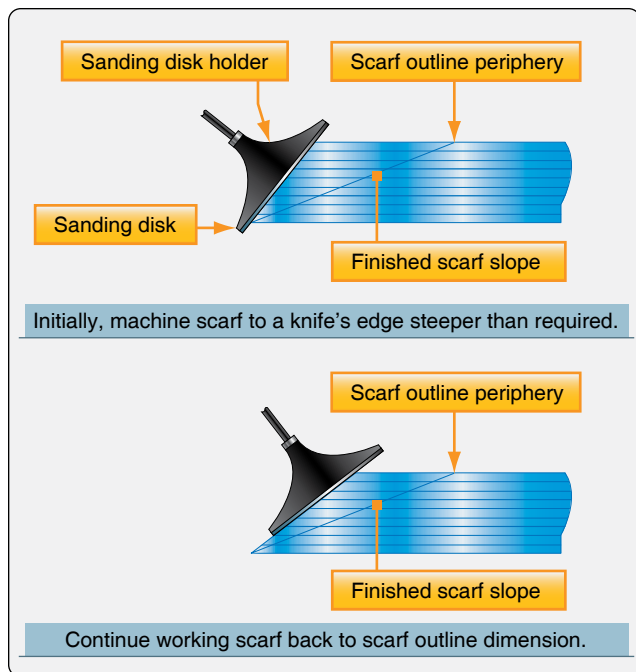 Sanding disk holder
Scarf outline periphery
Sanding disk
Finished scarf slope
Initially, machine scarf to a knife's edge steeper than required.
Scarf outline periphery
Finished scarf slope
Continue working scarf back to scarf outline dimension.